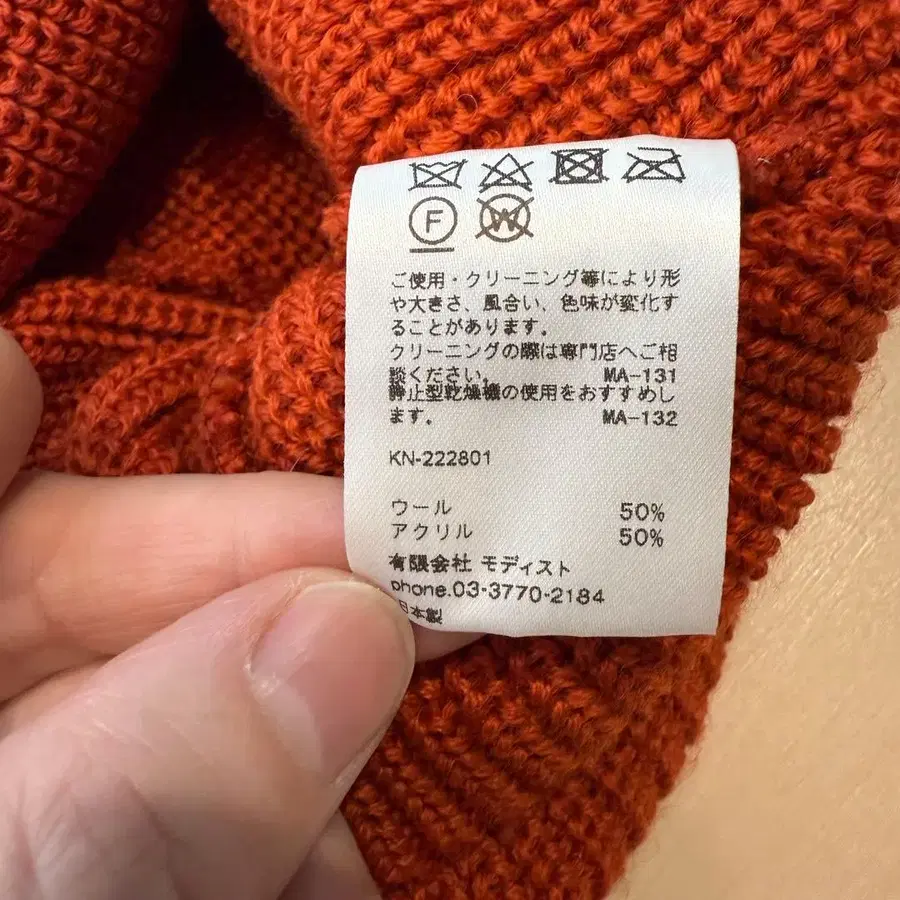 F
W
ご使用・クリーニング等により形
や大きさ、風合い、色味が変化す
ることがあります。
クリーニングの際は専門店へご相
談ください。 MA-131
静止型乾燥機の使用をおすすめし
ます。 MA-132
KN-222801
ウール 50%
アクリル 50%
有限会社 モディスト
phone.03-3770-2184
日本製